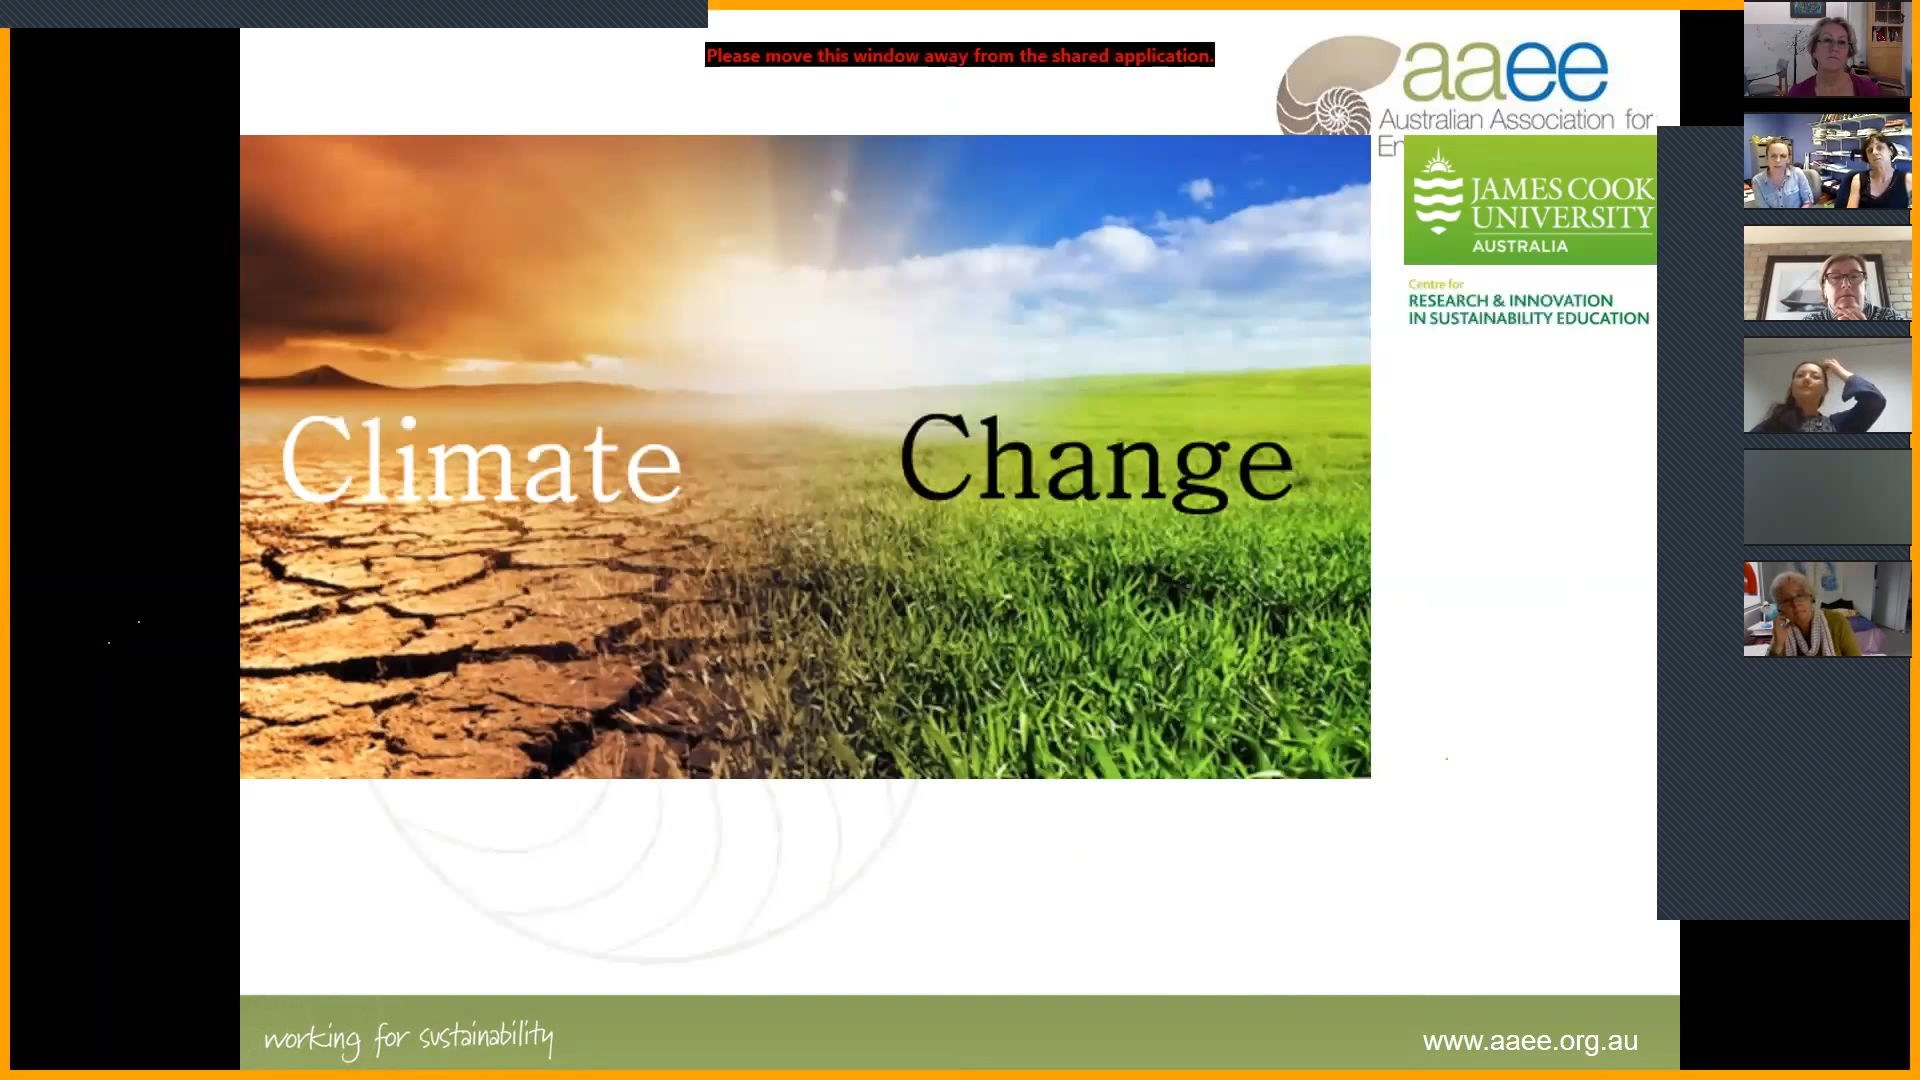 Please move this window away from the shared application.
aaee
Australian Association for
JAMES COOK
UNIVERSITY
AUSTRALIA
Centre for
RESEARCH & INNOVATION
IN SUSTAINABILITY EDUCATION
Climate Change
working for sustainability
www.aaee.org.au